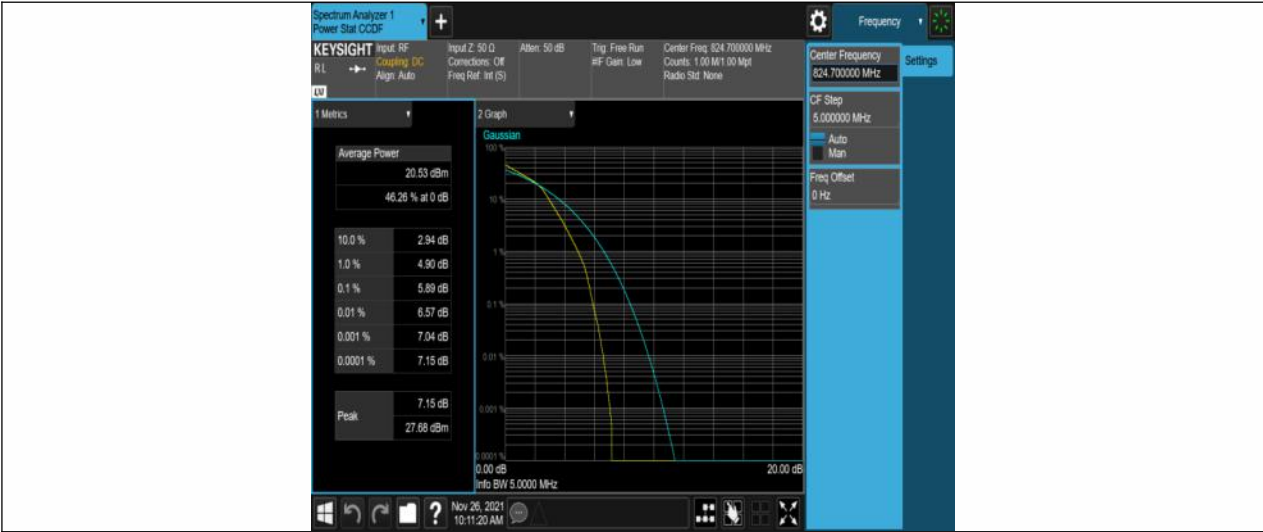 Spectrum Analyzer 1
Power Stat CCDF
Frequency
KEYSIGHT
RL
LW
Input: RF
Coupling: DC
Align: Auto
Input Z: 50 Ω
Corrections: Off
Freq Ref: Int (S)
Atten: 50 dB
Trig: Free Run
#IF Gain: Low
Center Freq: 824.700000 MHz
Counts: 1.00 M/1.00 Mpt
Radio Std: None
Center Frequency
824.700000 MHz
Settings
CF Step
5.000000 MHz
Auto
Man
Freq Offset
0 Hz
1 Metrics
Average Power
20.53 dBm
46.26 % at 0 dB
10.0 % 2.94 dB
1.0 % 4.90 dB
0.1 % 5.89 dB
0.01 % 6.57 dB
0.001 % 7.04 dB
0.0001 % 7.15 dB
Peak
7.15 dB
27.68 dBm
2 Graph
Gaussian
100 %
10 %
1 %
0.1 %
0.01 %
0.001 %
0.0001 %
0.00 dB 20.00 dB
Info BW 5.0000 MHz
?
Nov 26, 2021
10:11:20 AM